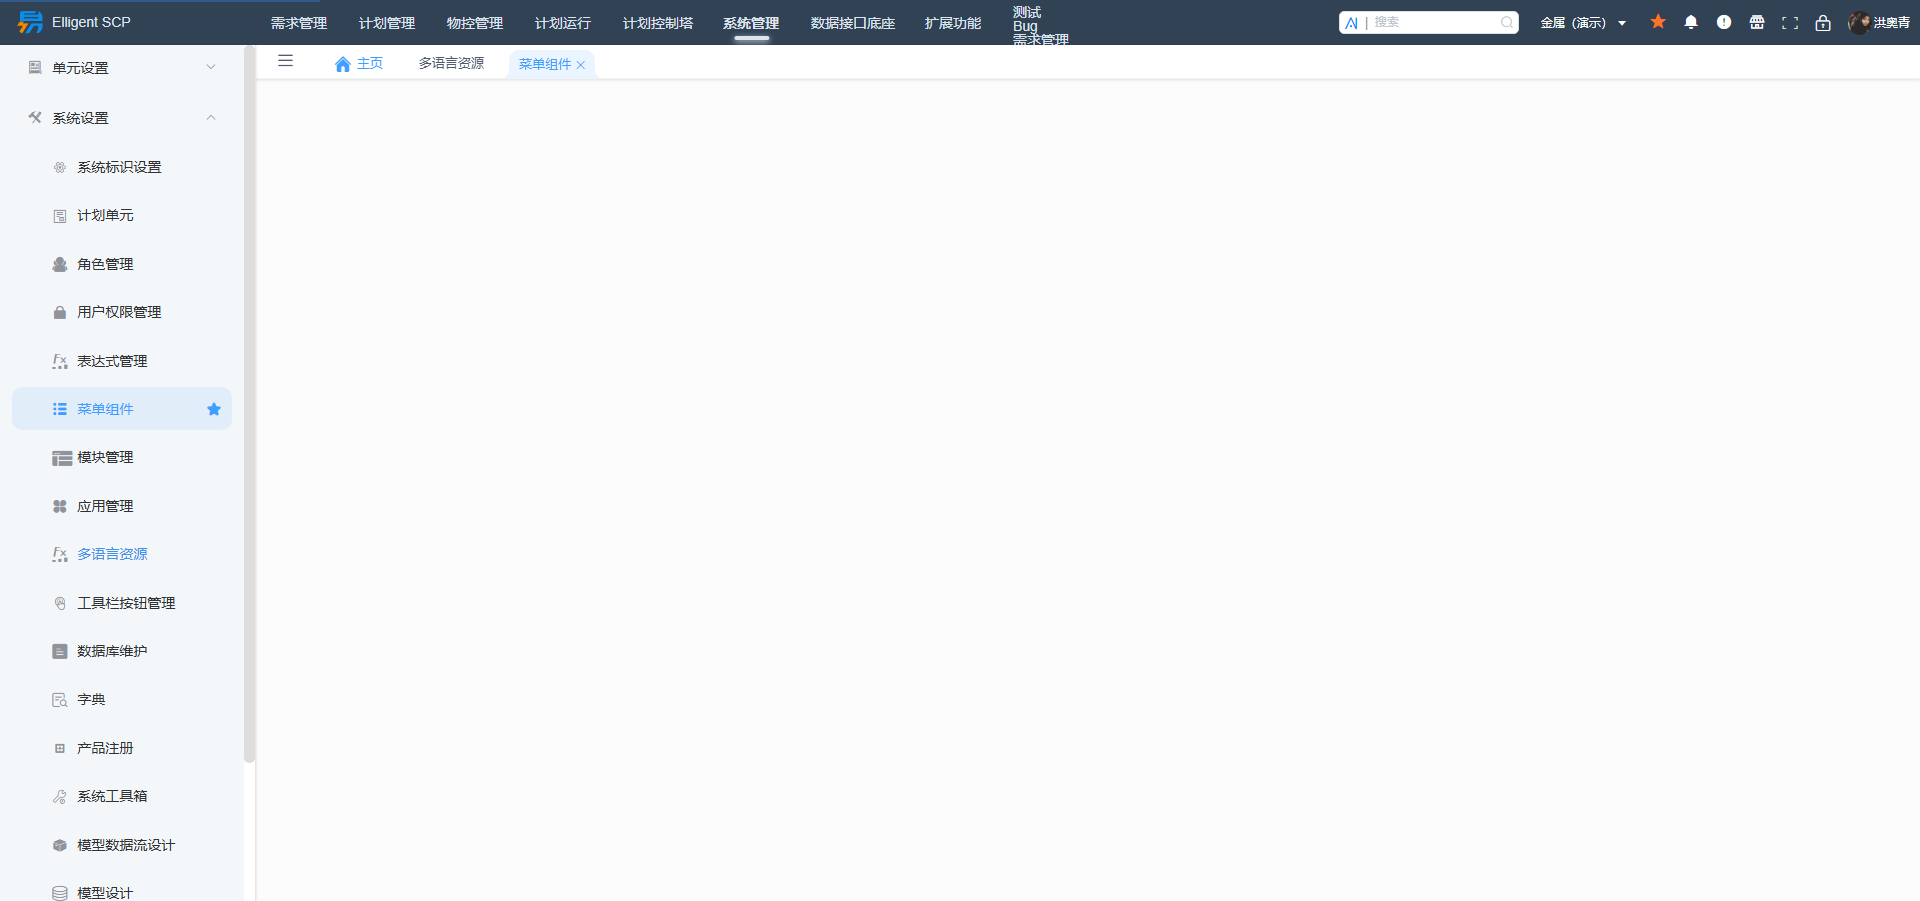 Elligent SCP
需求管理
计划管理
物控管理
计划运行
计划控制塔
系统管理
数据接口底座
扩展功能
测试
Bug
需求管理
AI | 搜索
金属（演示）
洪奥青
主页
多语言资源
菜单组件
单元设置
系统设置
系统标识设置
计划单元
角色管理
用户权限管理
表达式管理
菜单组件
模块管理
应用管理
多语言资源
工具栏按钮管理
数据库维护
字典
产品注册
系统工具箱
模型数据流设计
模型设计